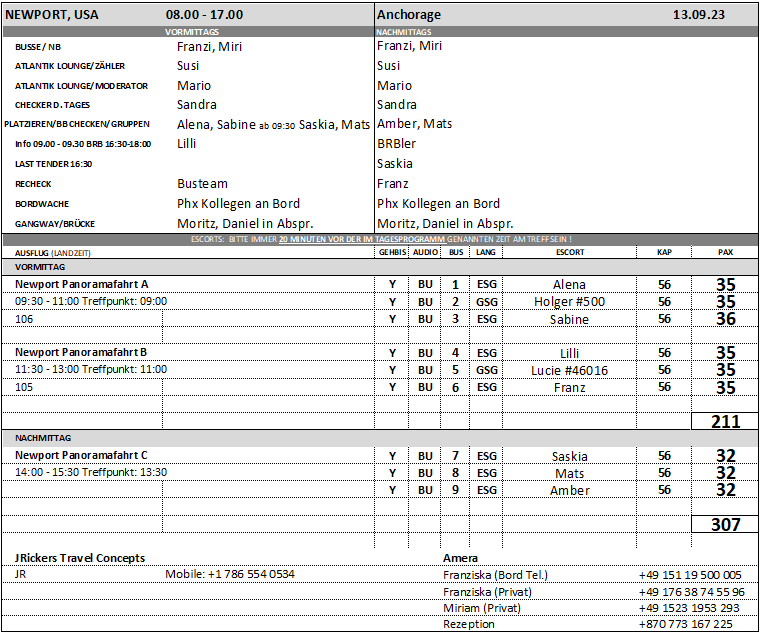 NEWPORT, USA 08.00 - 17.00 Anchorage 13.09.23
VORMITTAGS NACHMITTAGS
BUSSE / NB Franzi, Miri Franzi, Miri
ATLANTIK LOUNGE/ZÄHLER Susi Susi
ATLANTIK LOUNGE/MODERATOR Mario Mario
CHECKER D. TAGES Sandra Sandra
PLATZIEREN/BB CHECKEN/GRUPPEN Alena, Sabine ab 09:30 Saskia, Mats Amber, Mats
Info 09.00 - 09.30 BRB 16:30-18:00 Lilli BRBler
LAST TENDER 16:30 Saskia
RECHECK Busteam Franz
BORDWACHE Phx Kollegen an Bord Phx Kollegen an Bord
GANGWAY/BRÜCKE Moritz, Daniel in Abspr. Moritz, Daniel in Abspr.
ESCORTS: BITTE IMMER 20 MINUTEN VOR DER IM TAGESPROGRAMM GENANNTEN ZEIT AM TREFF SEIN !
AUSFLUG (LANDZEIT) GEHBIS AUDIO BUS LANG ESCORT KAP PAX
VORMITTAG
Newport Panoramafahrt A Y BU 1 ESG Alena 56 35
09:30 - 11:00 Treffpunkt: 09:00 Y BU 2 GSG Holger #500 56 35
106 Y BU 3 ESG Sabine 56 36
Newport Panoramafahrt B Y BU 4 ESG Lilli 56 35
11:30 - 13:00 Treffpunkt: 11:00 Y BU 5 GSG Lucie #46016 56 35
105 Y BU 6 ESG Franz 56 35
211
NACHMITTAG
Newport Panoramafahrt C Y BU 7 ESG Saskia 56 32
14:00 - 15:30 Treffpunkt: 13:30 Y BU 8 ESG Mats 56 32
Y BU 9 ESG Amber 56 32
307
JRickers Travel Concepts Amera
JR Mobile: +1 786 554 0534 Franziska (Bord Tel.) +49 151 19 500 005
Franziska (Privat) +49 176 38 74 55 96
Miriam (Privat) +49 1523 1953 293
Rezeption +870 773 167 225